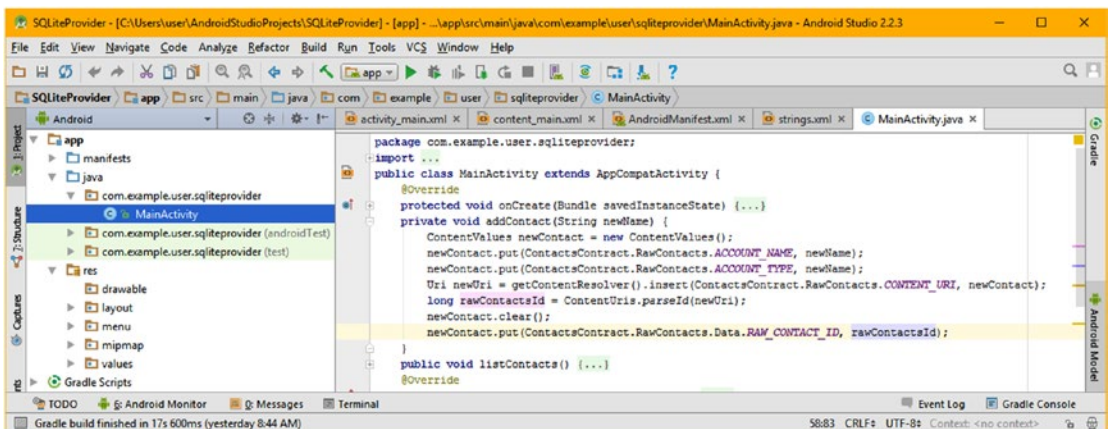 SQLiteProvider - [C:\Users\user\AndroidStudioProjects\SQLiteProvider] - [app] - ...\app\src\main\java\com\example\user\sqliteprovider\MainActivity.java - Android Studio 2.2.3
File Edit View Navigate Code Analyze Refactor Build Run Tools VCS Window Help
app
SQLiteProvider app src main java com example user sqliteprovider MainActivity
Android
activity_main.xml content_main.xml AndroidManifest.xml strings.xml MainActivity.java
1: Project
7: Structure
Captures
app
manifests
java
com.example.user.sqliteprovider
MainActivity
com.example.user.sqliteprovider (androidTest)
com.example.user.sqliteprovider (test)
res
drawable
layout
menu
mipmap
values
Gradle Scripts
package com.example.user.sqliteprovider;
import ...
public class MainActivity extends AppCompatActivity {
@Override
protected void onCreate(Bundle savedInstanceState) {...}
private void addContact(String newName) {
ContentValues newContact = new ContentValues();
newContact.put(ContactsContract.RawContacts.ACCOUNT_NAME, newName);
newContact.put(ContactsContract.RawContacts.ACCOUNT_TYPE, newName);
Uri newUri = getContentResolver().insert(ContactsContract.RawContacts.CONTENT_URI, newContact);
long rawContactsId = ContentUris.parseId(newUri);
newContact.clear();
newContact.put(ContactsContract.RawContacts.Data.RAW_CONTACT_ID, rawContactsId);
}
public void listContacts() {...}
@Override
Gradle
Android Model
TODO 6: Android Monitor 0: Messages Terminal Event Log Gradle Console
Gradle build finished in 17s 600ms (yesterday 8:44 AM) 58:83 CRLF UTF-8 Context: <no context>